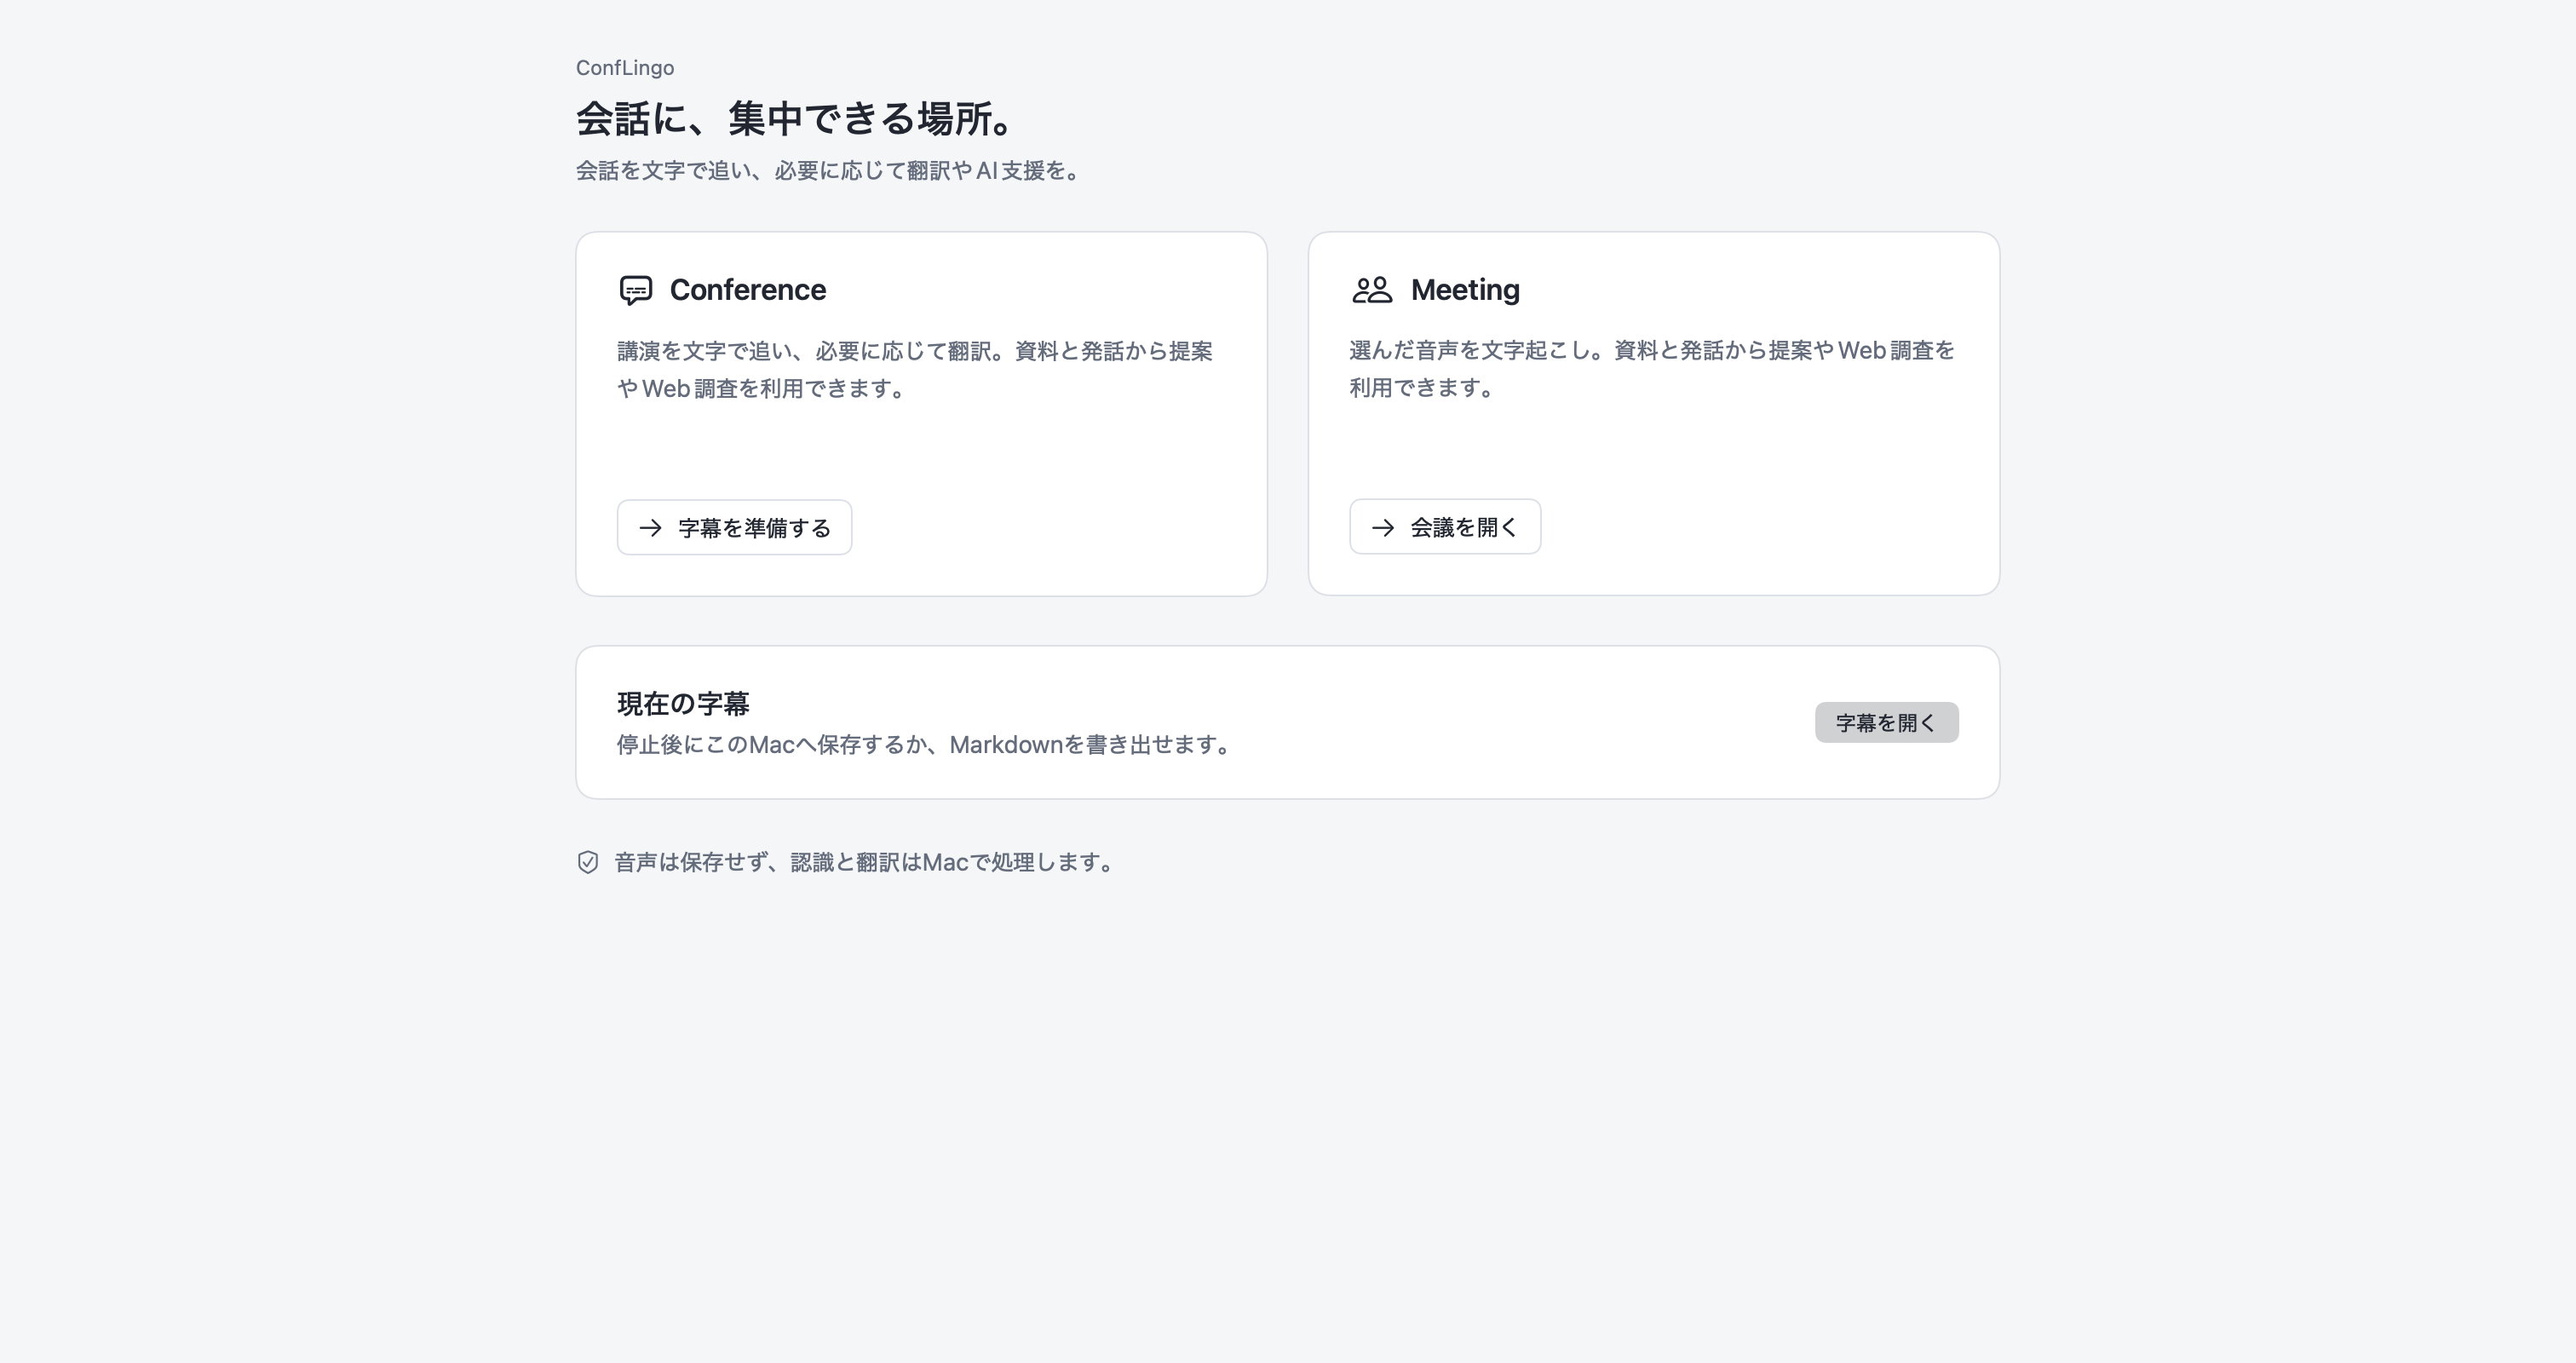 ConfLingo
会話に、集中できる場所。
会話を文字で追い、必要に応じて翻訳やAI支援を。
Conference
講演を文字で追い、必要に応じて翻訳。資料と発話から提案
やWeb調査を利用できます。
字幕を準備する
Meeting
選んだ音声を文字起こし。資料と発話から提案やWeb調査を
利用できます。
会議を開く
現在の字幕
停止後にこのMacへ保存するか、Markdownを書き出せます。
字幕を開く
音声は保存せず、認識と翻訳はMacで処理します。